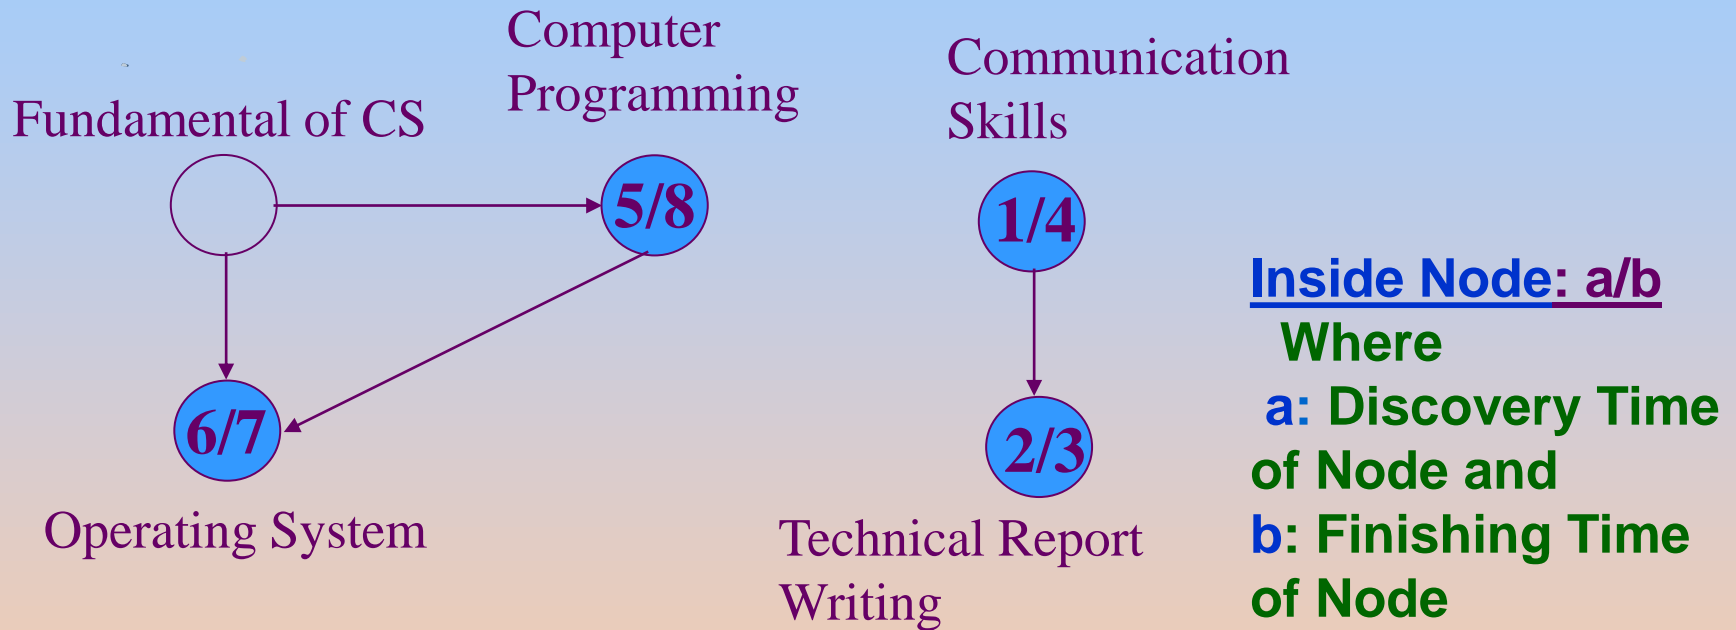 Computer
Programming
Communication
Skills
Fundamental of CS
5/8
1/4
6/7
2/3
Operating System
Technical Report
Writing
Inside Node: a/b
Where
a: Discovery Time
of Node and
b: Finishing Time
of Node